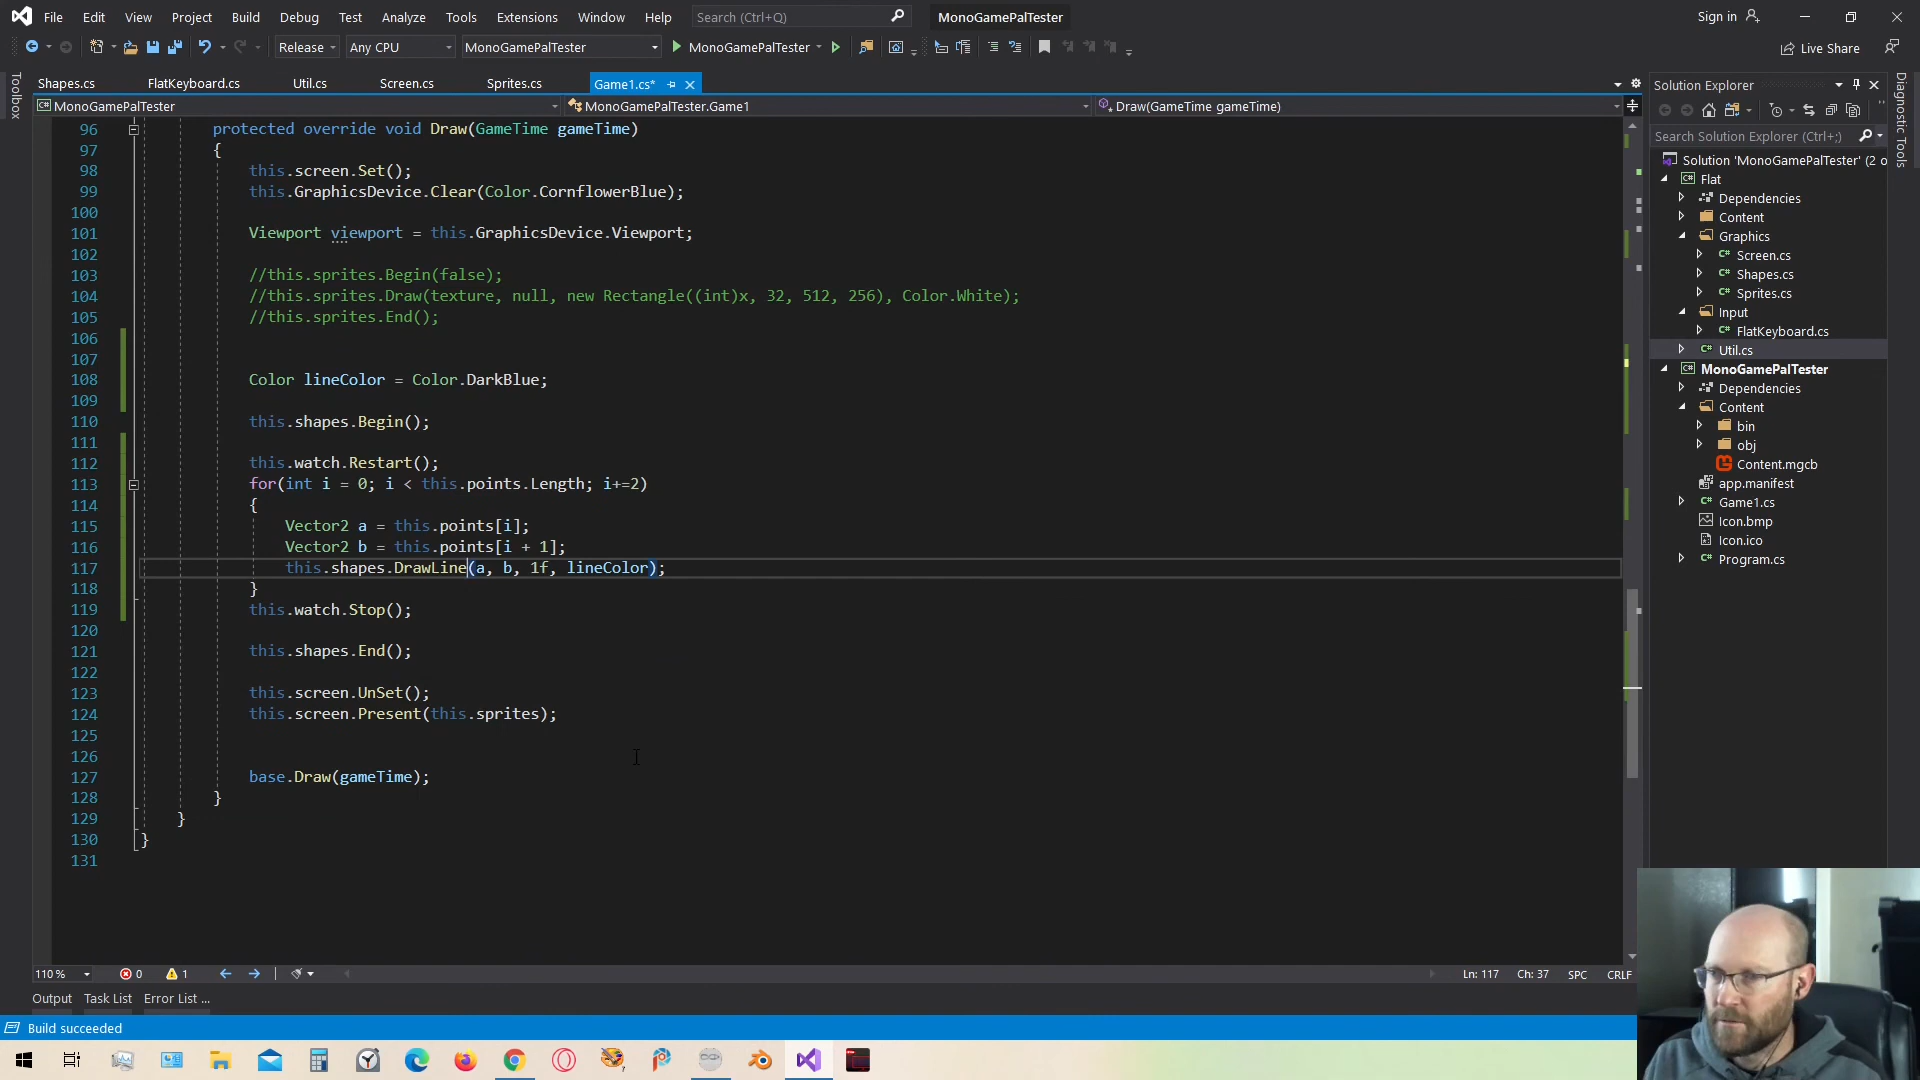 File Edit View Project Build Debug Test Analyze Tools Extensions Window Help Search (Ctrl+Q) MonoGamePalTester Sign in
Release Any CPU MonoGamePalTester MonoGamePalTester Live Share
Toolbox
Shapes.cs FlatKeyboard.cs Util.cs Screen.cs Sprites.cs Game1.cs*
MonoGamePalTester MonoGamePalTester.Game1 Draw(GameTime gameTime)
96 protected override void Draw(GameTime gameTime)
97 {
98 this.screen.Set();
99 this.GraphicsDevice.Clear(Color.CornflowerBlue);
100
101 Viewport viewport = this.GraphicsDevice.Viewport;
102
103 //this.sprites.Begin(false);
104 //this.sprites.Draw(texture, null, new Rectangle((int)x, 32, 512, 256), Color.White);
105 //this.sprites.End();
106
107
108 Color lineColor = Color.DarkBlue;
109
110 this.shapes.Begin();
111
112 this.watch.Restart();
113 for(int i = 0; i < this.points.Length; i+=2)
114 {
115 Vector2 a = this.points[i];
116 Vector2 b = this.points[i + 1];
117 this.shapes.DrawLine(a, b, 1f, lineColor);
118 }
119 this.watch.Stop();
120
121 this.shapes.End();
122
123 this.screen.UnSet();
124 this.screen.Present(this.sprites);
125
126
127 base.Draw(gameTime);
128 }
129 }
130 }
131
110 % 0 1 Ln: 117 Ch: 37 SPC CRLF
Output Task List Error List ...
Build succeeded
Solution Explorer
Search Solution Explorer (Ctrl+;)
Solution 'MonoGamePalTester' (2 o
Flat
Dependencies
Content
Graphics
Screen.cs
Shapes.cs
Sprites.cs
Input
FlatKeyboard.cs
Util.cs
MonoGamePalTester
Dependencies
Content
bin
obj
Content.mgcb
app.manifest
Game1.cs
Icon.bmp
Icon.ico
Program.cs
Diagnostic Tools